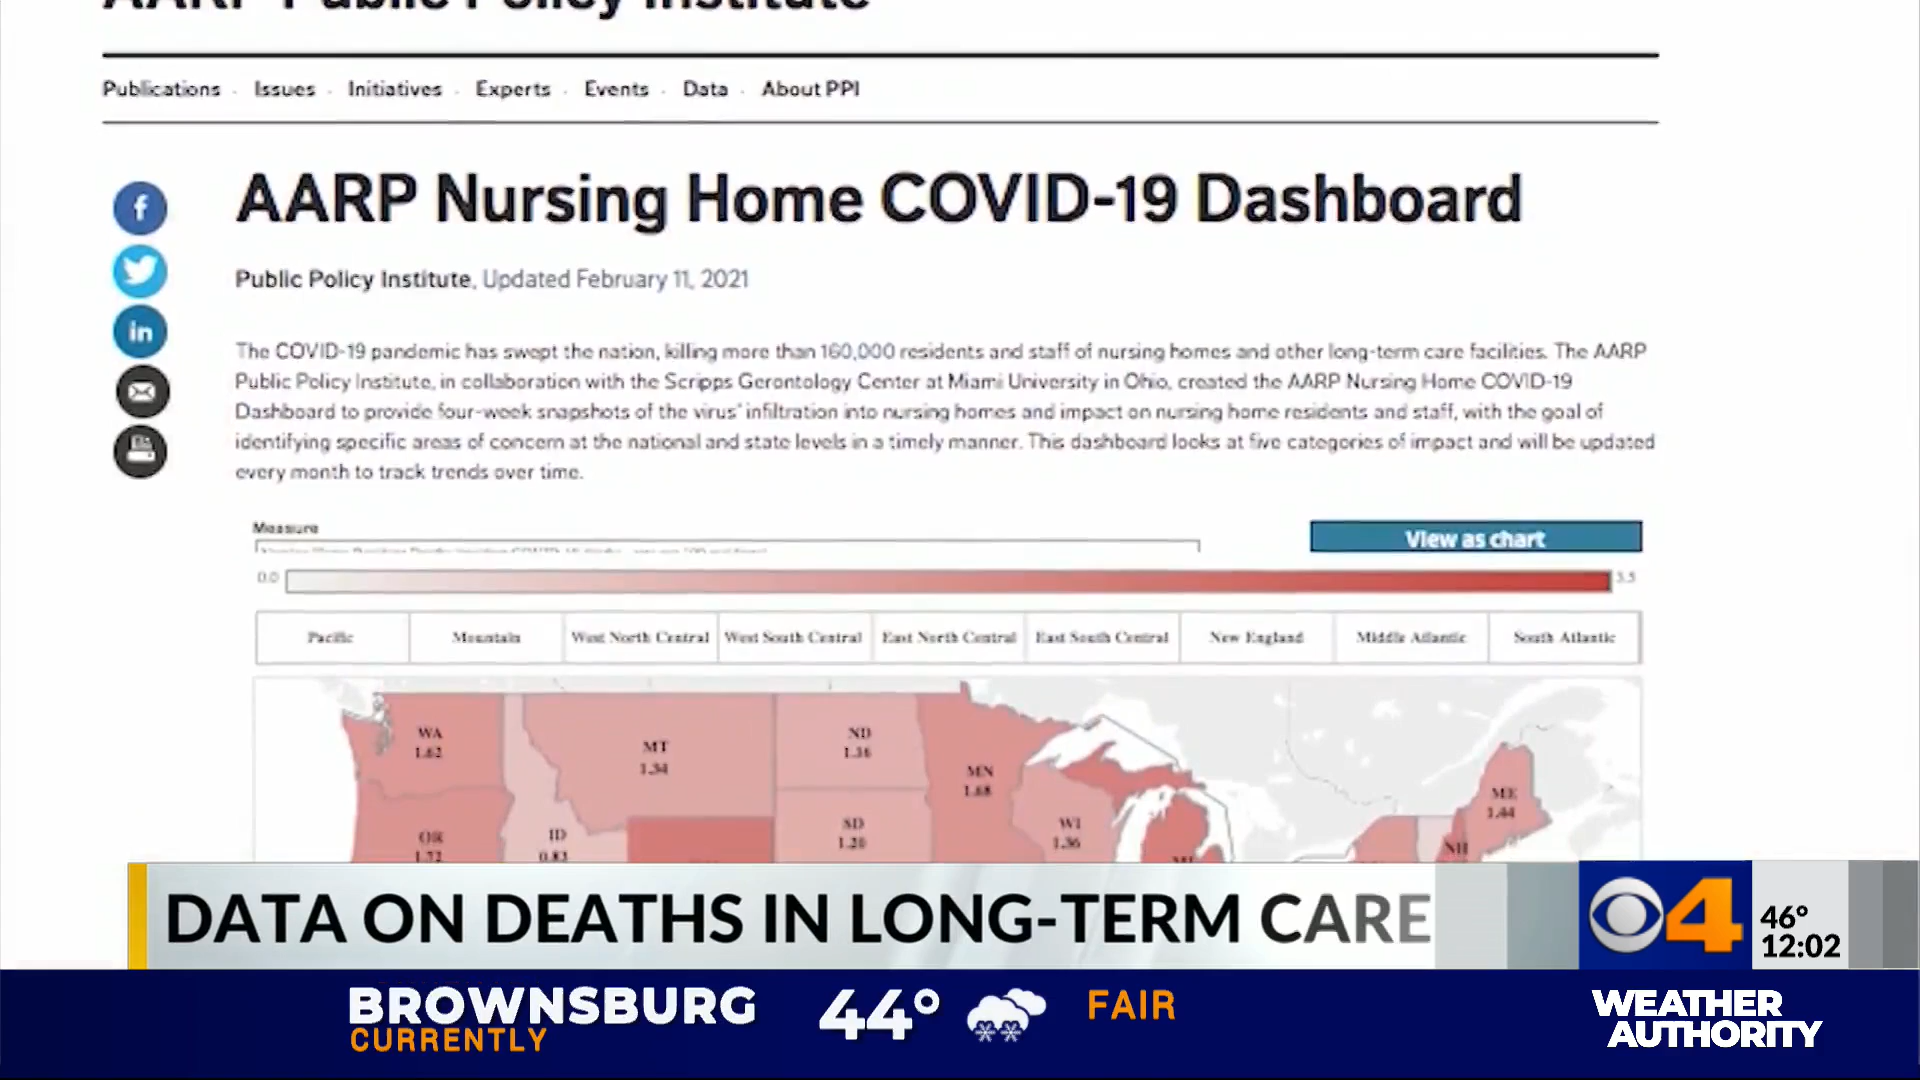 AARP Public Policy Institute
Publications · Issues · Initiatives · Experts · Events · Data · About PPI
AARP Nursing Home COVID-19 Dashboard
Public Policy Institute, Updated February 11, 2021
The COVID-19 pandemic has swept the nation, killing more than 160,000 residents and staff of nursing homes and other long-term care facilities. The AARP
Public Policy Institute, in collaboration with the Scripps Gerontology Center at Miami University in Ohio, created the AARP Nursing Home COVID-19
Dashboard to provide four-week snapshots of the virus' infiltration into nursing homes and impact on nursing home residents and staff, with the goal of
identifying specific areas of concern at the national and state levels in a timely manner. This dashboard looks at five categories of impact and will be updated
every month to track trends over time.
Measure
View as chart
0.0
3.5
Pacific Mountain West North Central West South Central East North Central East South Central New England Middle Atlantic South Atlantic
WA
1.62
MT
1.34
ND
1.16
MN
1.68
ME
1.44
OR
1.72
ID
0.83
SD
1.20
WI
1.36
MI
NH
DATA ON DEATHS IN LONG-TERM CARE
4
46°
12:02
BROWNSBURG
CURRENTLY
44°
FAIR
WEATHER
AUTHORITY